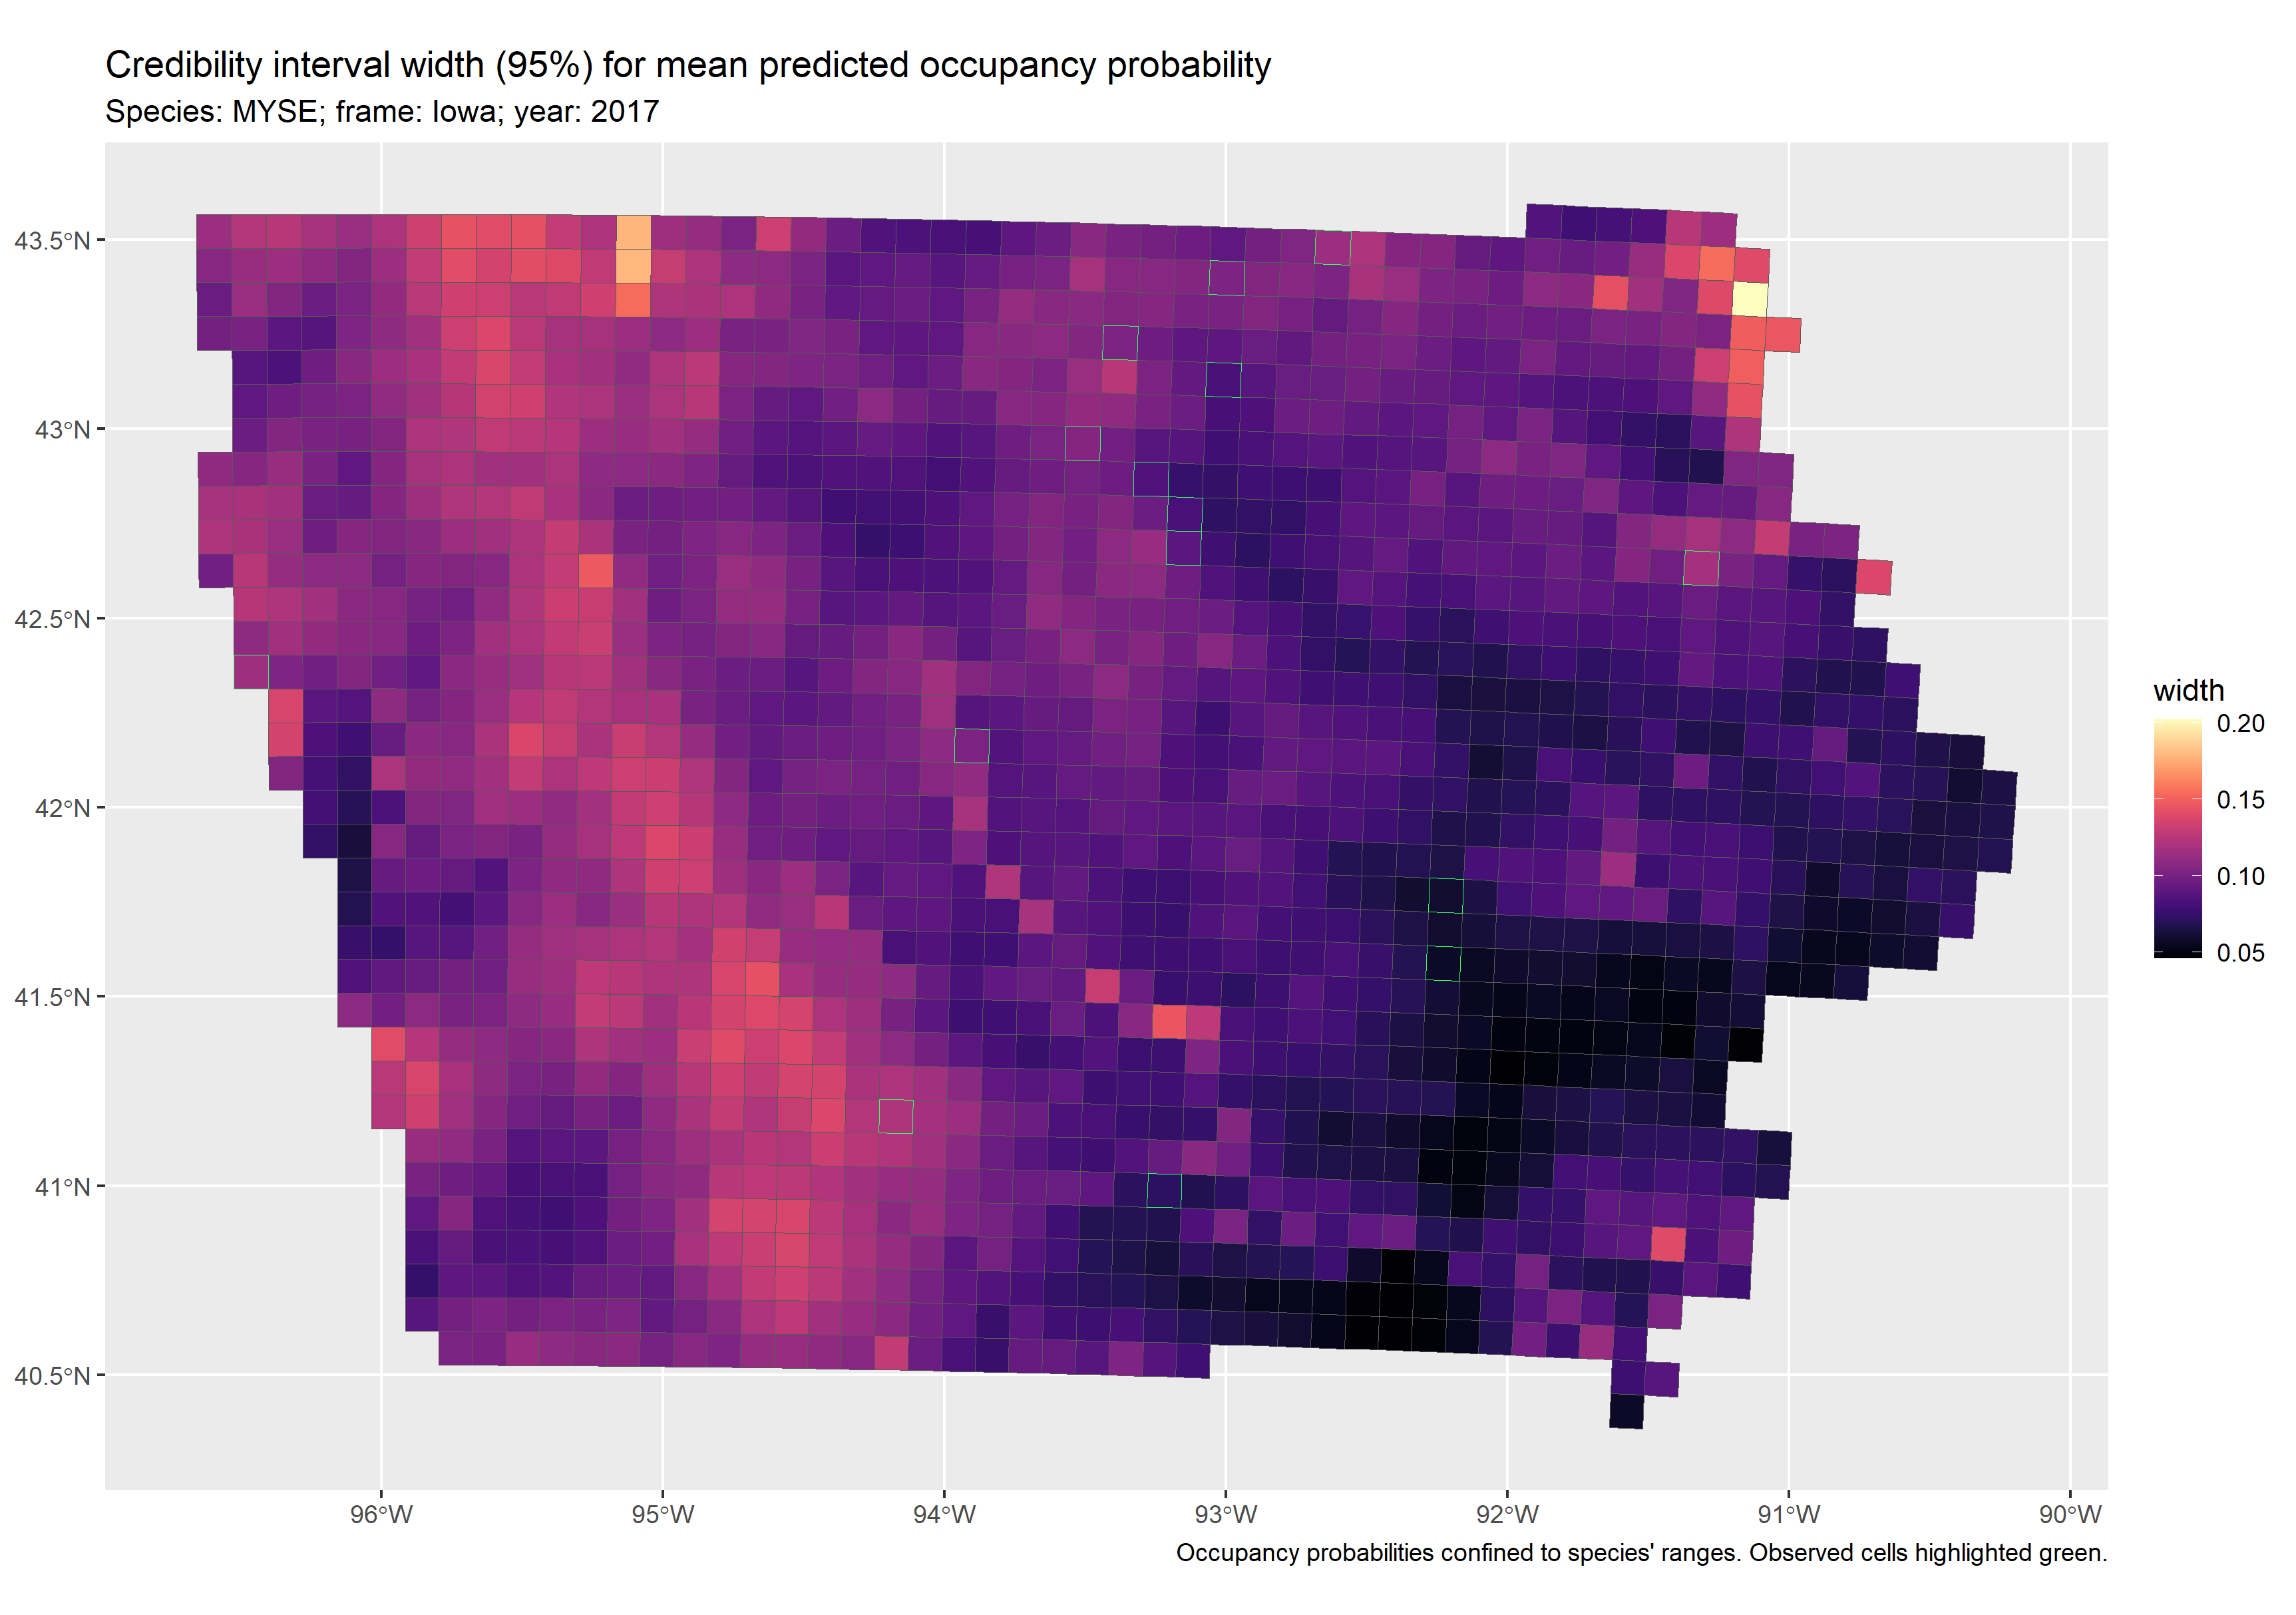 Credibility interval width (95%) for mean predicted occupancy probability
Species: MYSE; frame: Iowa; year: 2017
43.5°N
43°N
42.5°N
42°N
41.5°N
41°N
40.5°N
width
0.20
0.15
0.10
0.05
96°W 95°W 94°W 93°W 92°W 91°W 90°W
Occupancy probabilities confined to species' ranges. Observed cells highlighted green.